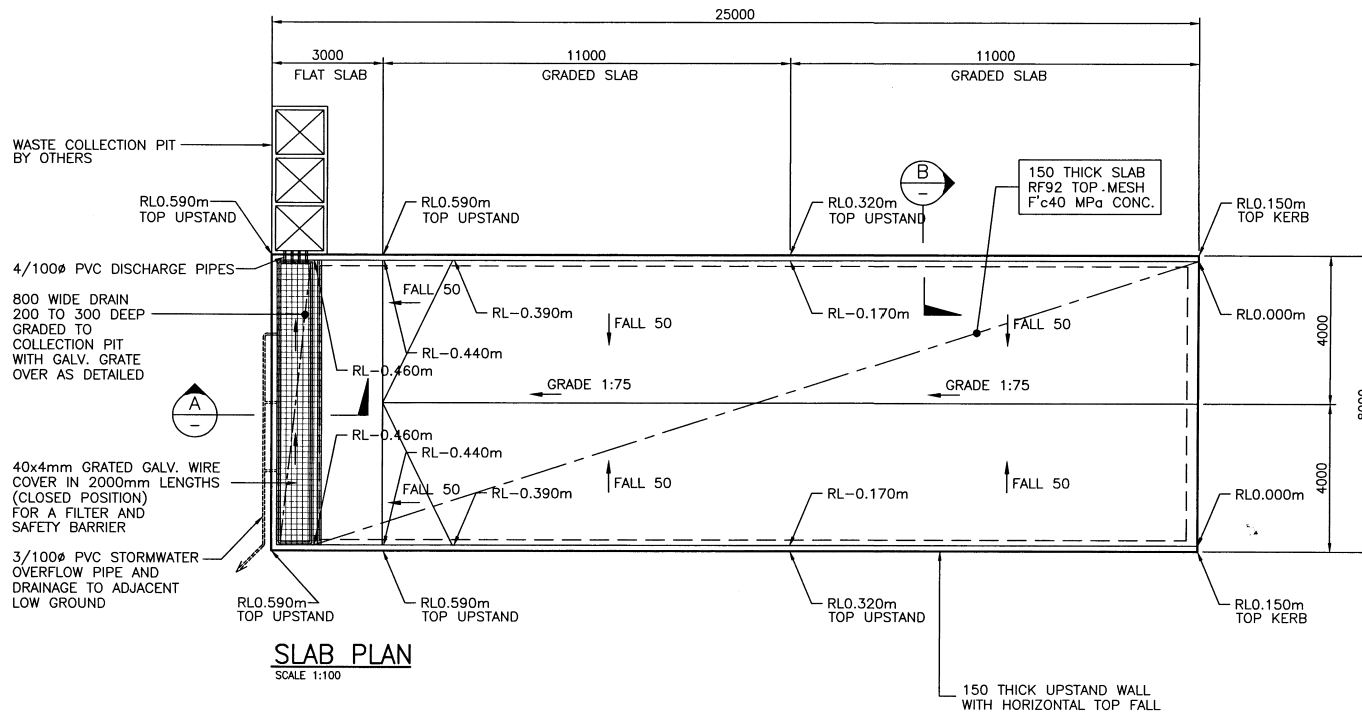 25000
3000
11000
11000
FLAT SLAB
GRADED SLAB
GRADED SLAB
WASTE COLLECTION PIT
BY OTHERS
B
–
150 THICK SLAB
RF92 TOP.MESH
F'c40 MPa CONC.
RL0.590m
TOP UPSTAND
RL0.590m
TOP UPSTAND
RL0.320m
TOP UPSTAND
RL0.150m
TOP KERB
4/100ø PVC DISCHARGE PIPES
800 WIDE DRAIN
200 TO 300 DEEP
GRADED TO
COLLECTION PIT
WITH GALV. GRATE
OVER AS DETAILED
FALL 50
RL-0.390m
FALL 50
RL-0.170m
FALL 50
RL0.000m
4000
RL-0.440m
RL-0.460m
GRADE 1:75
GRADE 1:75
A
–
8000
RL-0.460m
RL-0.440m
40x4mm GRATED GALV. WIRE
COVER IN 2000mm LENGTHS
(CLOSED POSITION)
FOR A FILTER AND
SAFETY BARRIER
FALL 50
RL-0.390m
FALL 50
RL-0.170m
FALL 50
RL0.000m
4000
3/100ø PVC STORMWATER
OVERFLOW PIPE AND
DRAINAGE TO ADJACENT
LOW GROUND
RL0.590m
TOP UPSTAND
RL0.590m
TOP UPSTAND
RL0.320m
TOP UPSTAND
RL0.150m
TOP KERB
SLAB PLAN
SCALE 1:100
150 THICK UPSTAND WALL
WITH HORIZONTAL TOP FALL